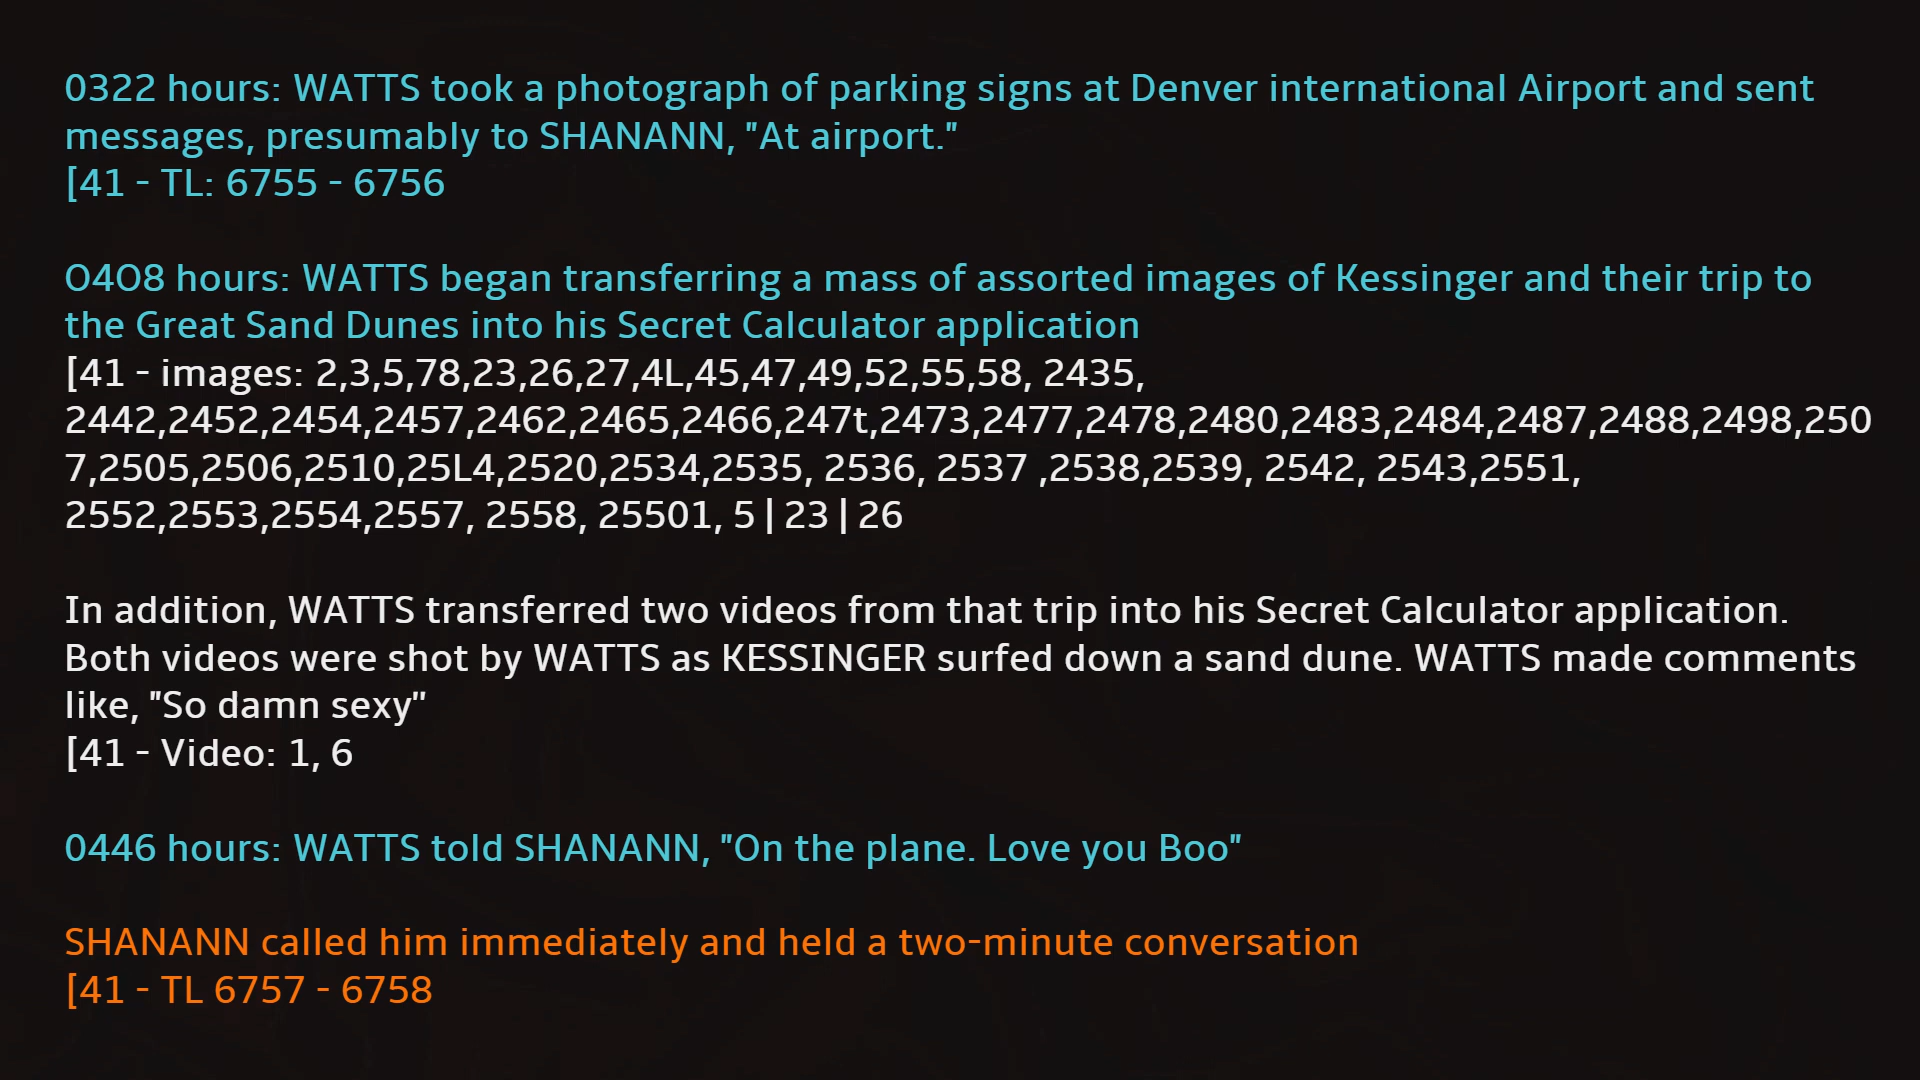 0322 hours: WATTS took a photograph of parking signs at Denver international Airport and sent
messages, presumably to SHANANN, "At airport."
[41 - TL: 6755 - 6756
O4O8 hours: WATTS began transferring a mass of assorted images of Kessinger and their trip to
the Great Sand Dunes into his Secret Calculator application
[41 - images: 2,3,5,78,23,26,27,4L,45,47,49,52,55,58, 2435,
2442,2452,2454,2457,2462,2465,2466,247t,2473,2477,2478,2480,2483,2484,2487,2488,2498,250
7,2505,2506,2510,25L4,2520,2534,2535, 2536, 2537 ,2538,2539, 2542, 2543,2551,
2552,2553,2554,2557, 2558, 25501, 5 | 23 | 26
In addition, WATTS transferred two videos from that trip into his Secret Calculator application.
Both videos were shot by WATTS as KESSINGER surfed down a sand dune. WATTS made comments
like, "So damn sexy"
[41 - Video: 1, 6
0446 hours: WATTS told SHANANN, "On the plane. Love you Boo"
SHANANN called him immediately and held a two-minute conversation
[41 - TL 6757 - 6758